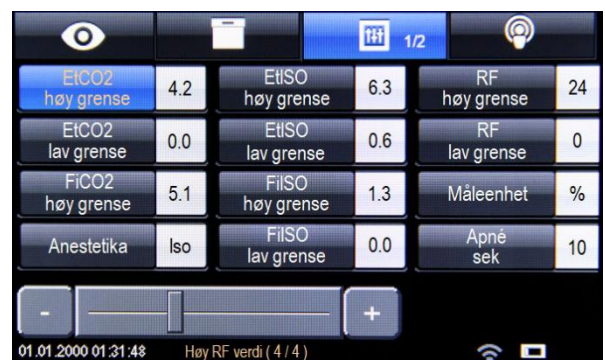 1/2
EtCO2
høy grense
4.2
EtISO
høy grense
6.3
RF
høy grense
24
EtCO2
lav grense
0.0
EtISO
lav grense
0.6
RF
lav grense
0
FiCO2
høy grense
5.1
FiISO
høy grense
1.3
Måleenhet
%
Anestetika
Iso
FiISO
lav grense
0.0
Apné
sek
10
-
+
01.01.2000 01:31:48
Høy RF verdi ( 4 / 4 )